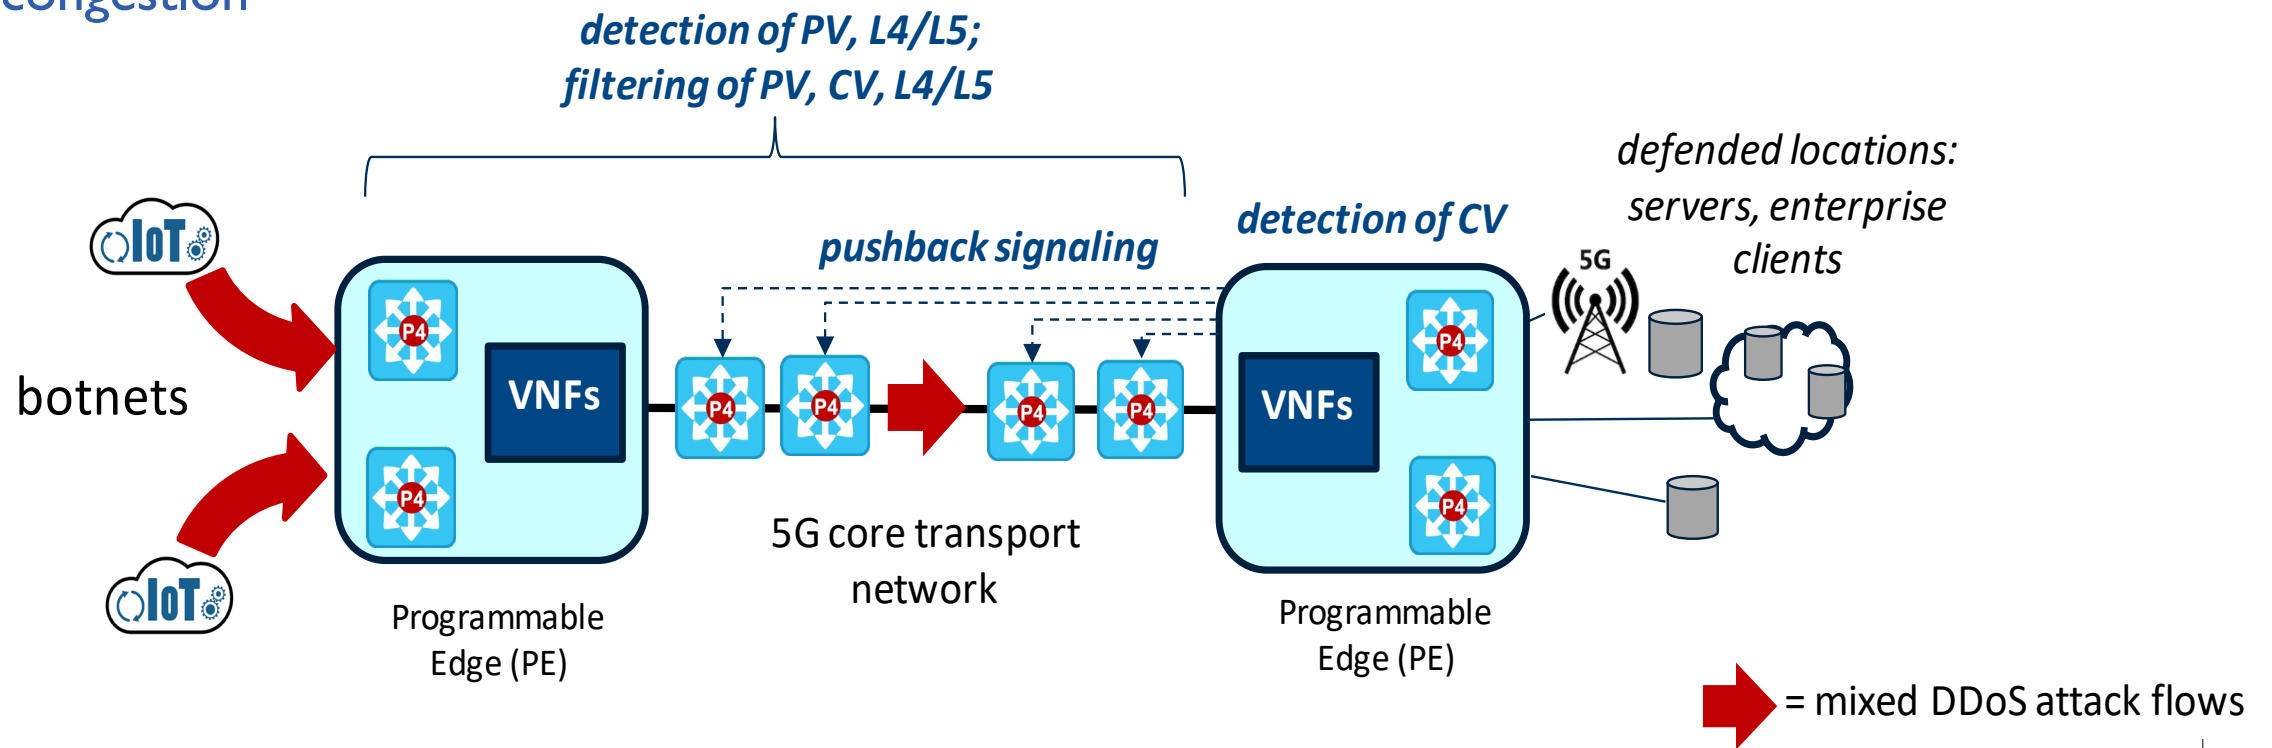 congestion
detection of PV, L4/L5;
filtering of PV, CV, L4/L5
defended locations:
servers, enterprise
clients
detection of CV
pushback signaling
5G
IoT
P4
P4
VNFs
botnets
P4
P4
P4
P4
VNFs
P4
P4
IoT
5G core transport
network
Programmable
Edge (PE)
Programmable
Edge (PE)
= mixed DDoS attack flows